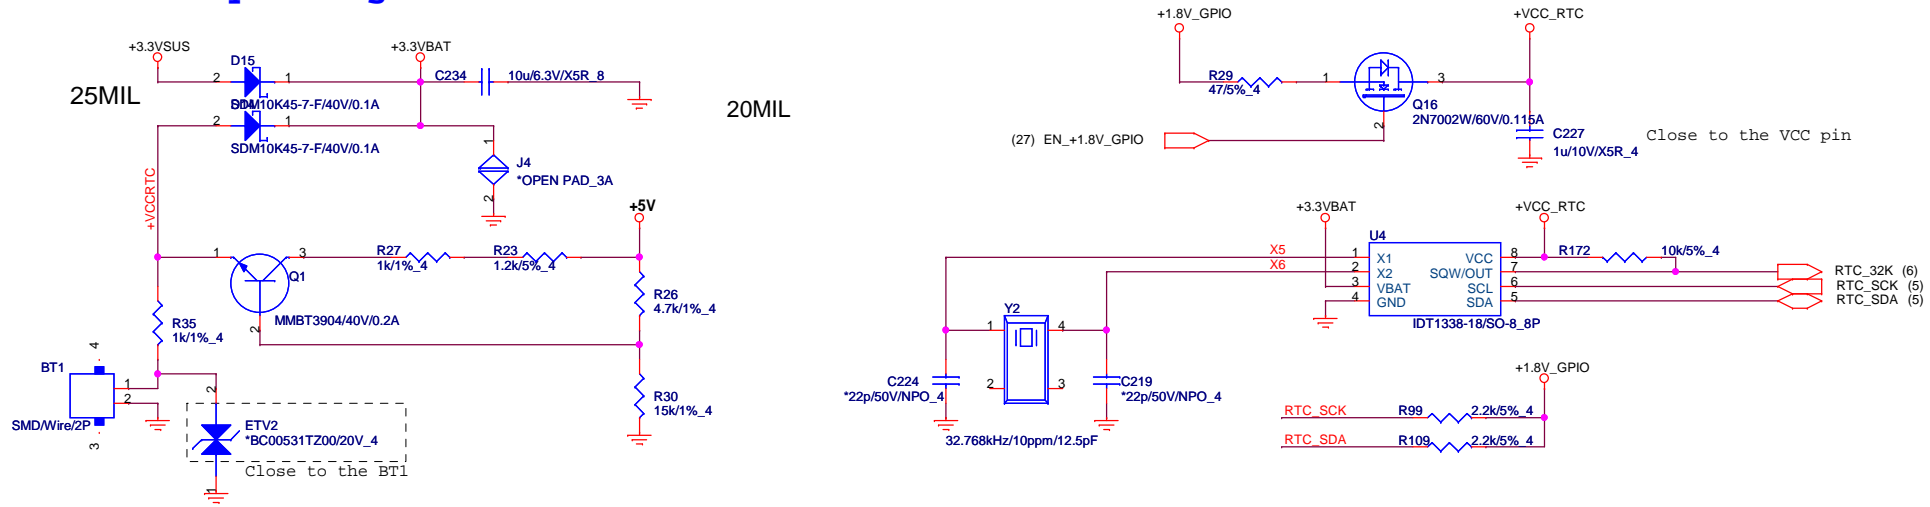 +3.3VSUS
+3.3VBAT
D15
2
1
C234
10u/6.3V/X5R_8
25MIL
SDM10K45-7-F/40V/0.1A
2
1
SDM10K45-7-F/40V/0.1A
20MIL
1
J4
*OPEN PAD_3A
2
+VCCRTC
+5V
1
3
R27
1k/1%_4
R23
1.2k/5%_4
Q1
MMBT3904/40V/0.2A
2
R26
4.7k/1%_4
R35
1k/1%_4
R30
15k/1%_4
BT1
4
1
2
SMD/Wire/2P
3
2
ETV2
*BC00531TZ00/20V_4
Close to the BT1
1
+1.8V_GPIO
+VCC_RTC
R29
47/5%_4
1
3
Q16
2N7002W/60V/0.115A
2
(27) EN_+1.8V_GPIO
C227
1u/10V/X5R_4
Close to the VCC pin
+3.3VBAT
+VCC_RTC
U4
X5
X6
1
2
3
4
X1
X2
VBAT
GND
VCC
SQW/OUT
SCL
SDA
8
7
6
5
IDT1338-18/SO-8_8P
R172
10k/5%_4
RTC_32K (6)
RTC_SCK (5)
RTC_SDA (5)
Y2
1
4
2
3
C224
*22p/50V/NPO_4
C219
*22p/50V/NPO_4
32.768kHz/10ppm/12.5pF
+1.8V_GPIO
RTC_SCK
R99
2.2k/5%_4
RTC_SDA
R109
2.2k/5%_4